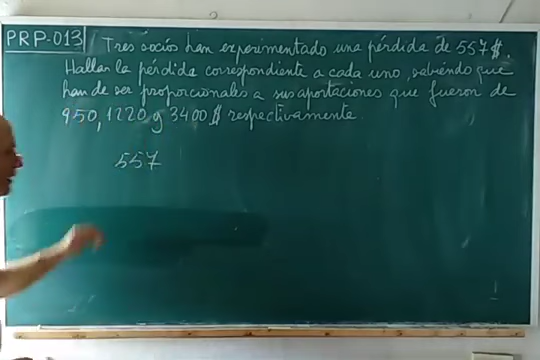 PRP-013 Tres socios han experimentado una pérdida de 557$.
Hallar la pérdida correspondiente a cada uno, sabiendo que
han de ser proporcionales a sus aportaciones que fueron de
950, 1220 y 3400 $ respectivamente.
557